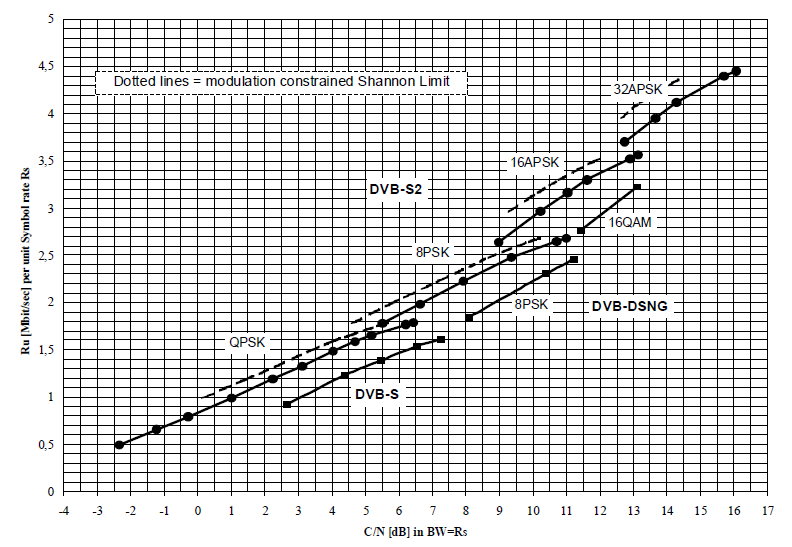 5
4,5
4
3,5
3
2,5
2
1,5
1
0,5
0
Ru [Mbit/sec] per unit Symbol rate Rs
Dotted lines = modulation constrained Shannon Limit
32APSK
16APSK
DVB-S2
16QAM
8PSK
8PSK
DVB-DSNG
QPSK
DVB-S
-4 -3 -2 -1 0 1 2 3 4 5 6 7 8 9 10 11 12 13 14 15 16 17
C/N [dB] in BW=Rs